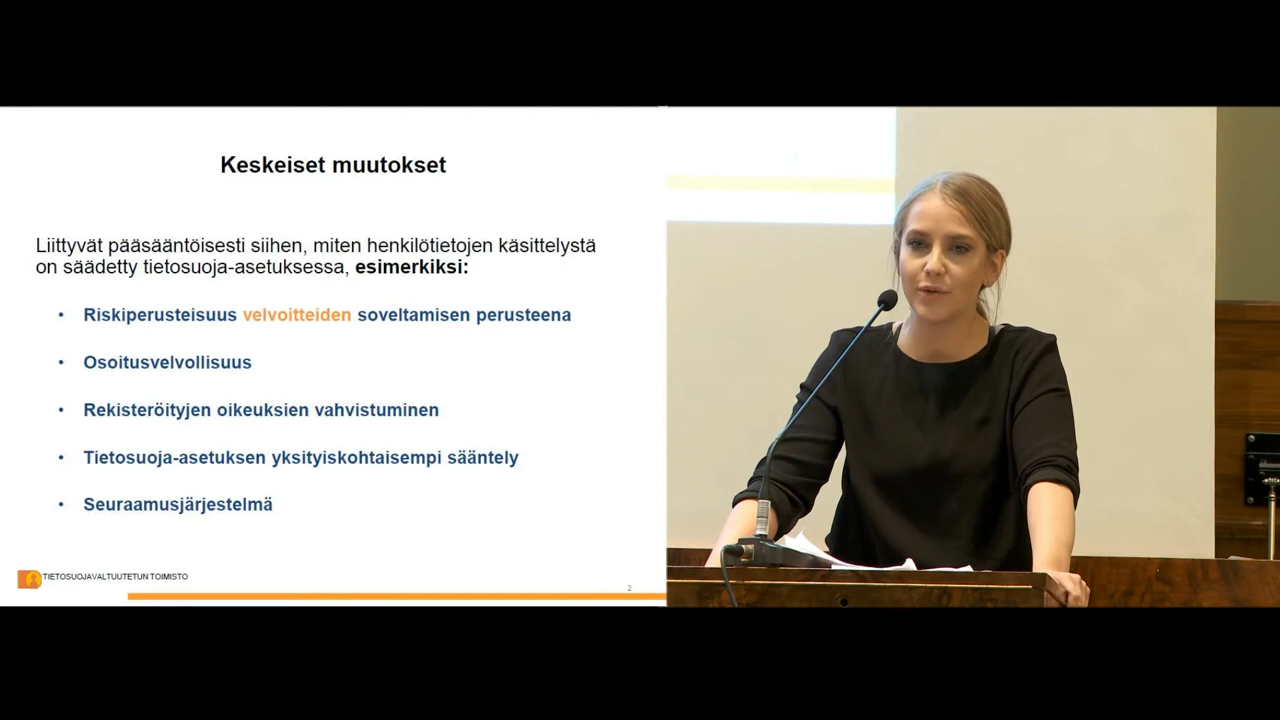 Keskeiset muutokset
Liittyvät pääsääntöisesti siihen, miten henkilötietojen käsittelystä
on säädetty tietosuoja-asetuksessa, esimerkiksi:
• Riskiperusteisuus velvoitteiden soveltamisen perusteena
• Osoitusvelvollisuus
• Rekisteröityjen oikeuksien vahvistuminen
• Tietosuoja-asetuksen yksityiskohtaisempi sääntely
• Seuraamusjärjestelmä
TIETOSUOJAVALTUUTETUN TOIMISTO
2